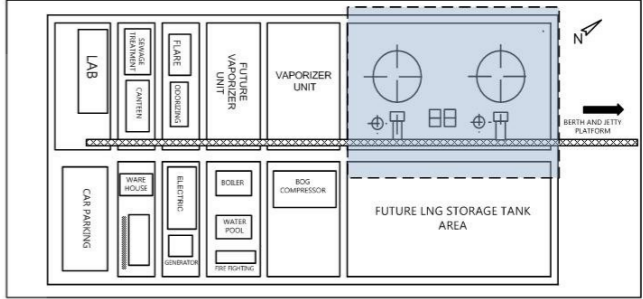 LAB
SEWAGE
TREATMENT
CANTEEN
FLARE
ODORIZING
FUTURE
VAPORIZER
UNIT
VAPORIZER
UNIT
N
BERTH AND JETTY
PLATFORM
CAR PARKING
WARE
HOUSE
ELECTRIC
GENERATOR
BOILER
WATER
POOL
FIRE FIGHTING
BOG
COMPRESSOR
FUTURE LNG STORAGE TANK
AREA